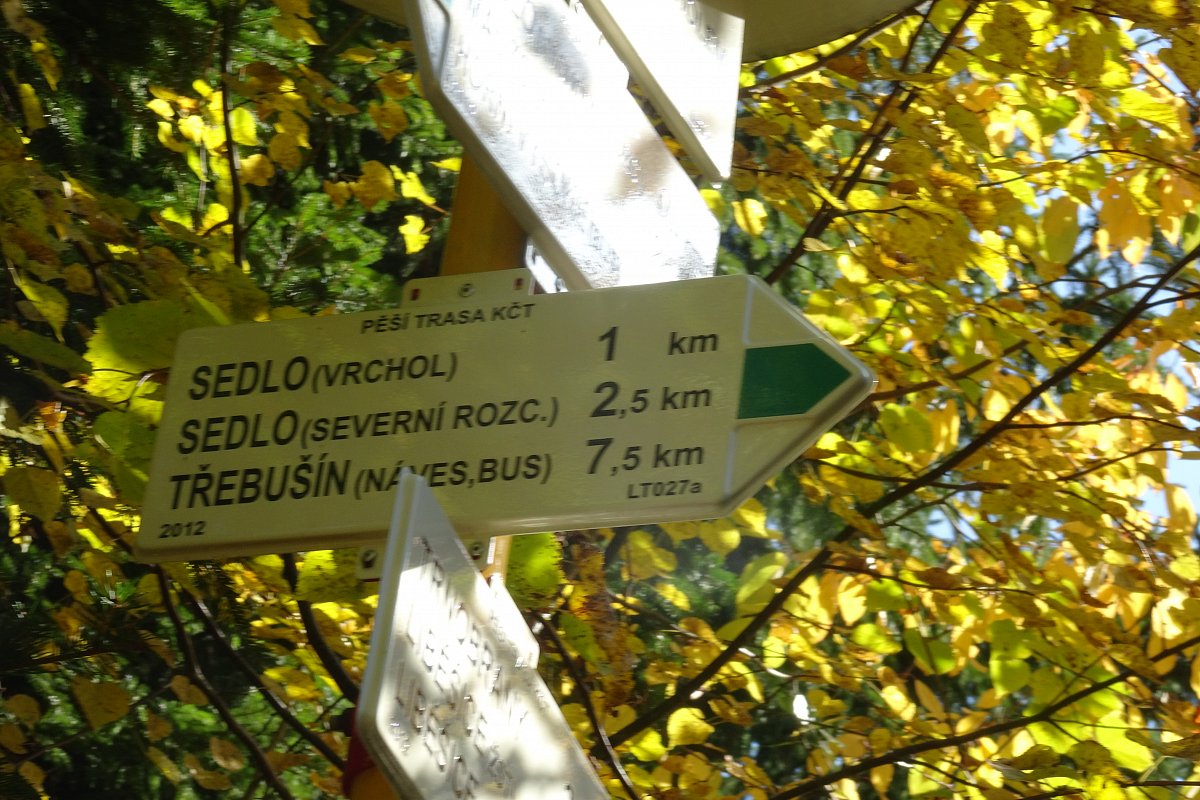 PĚŠÍ TRASA KČT
SEDLO (VRCHOL) 1 km
SEDLO (SEVERNÍ ROZC.) 2,5 km
TŘEBUŠÍN (NÁVES,BUS) 7,5 km
2012 LT027a